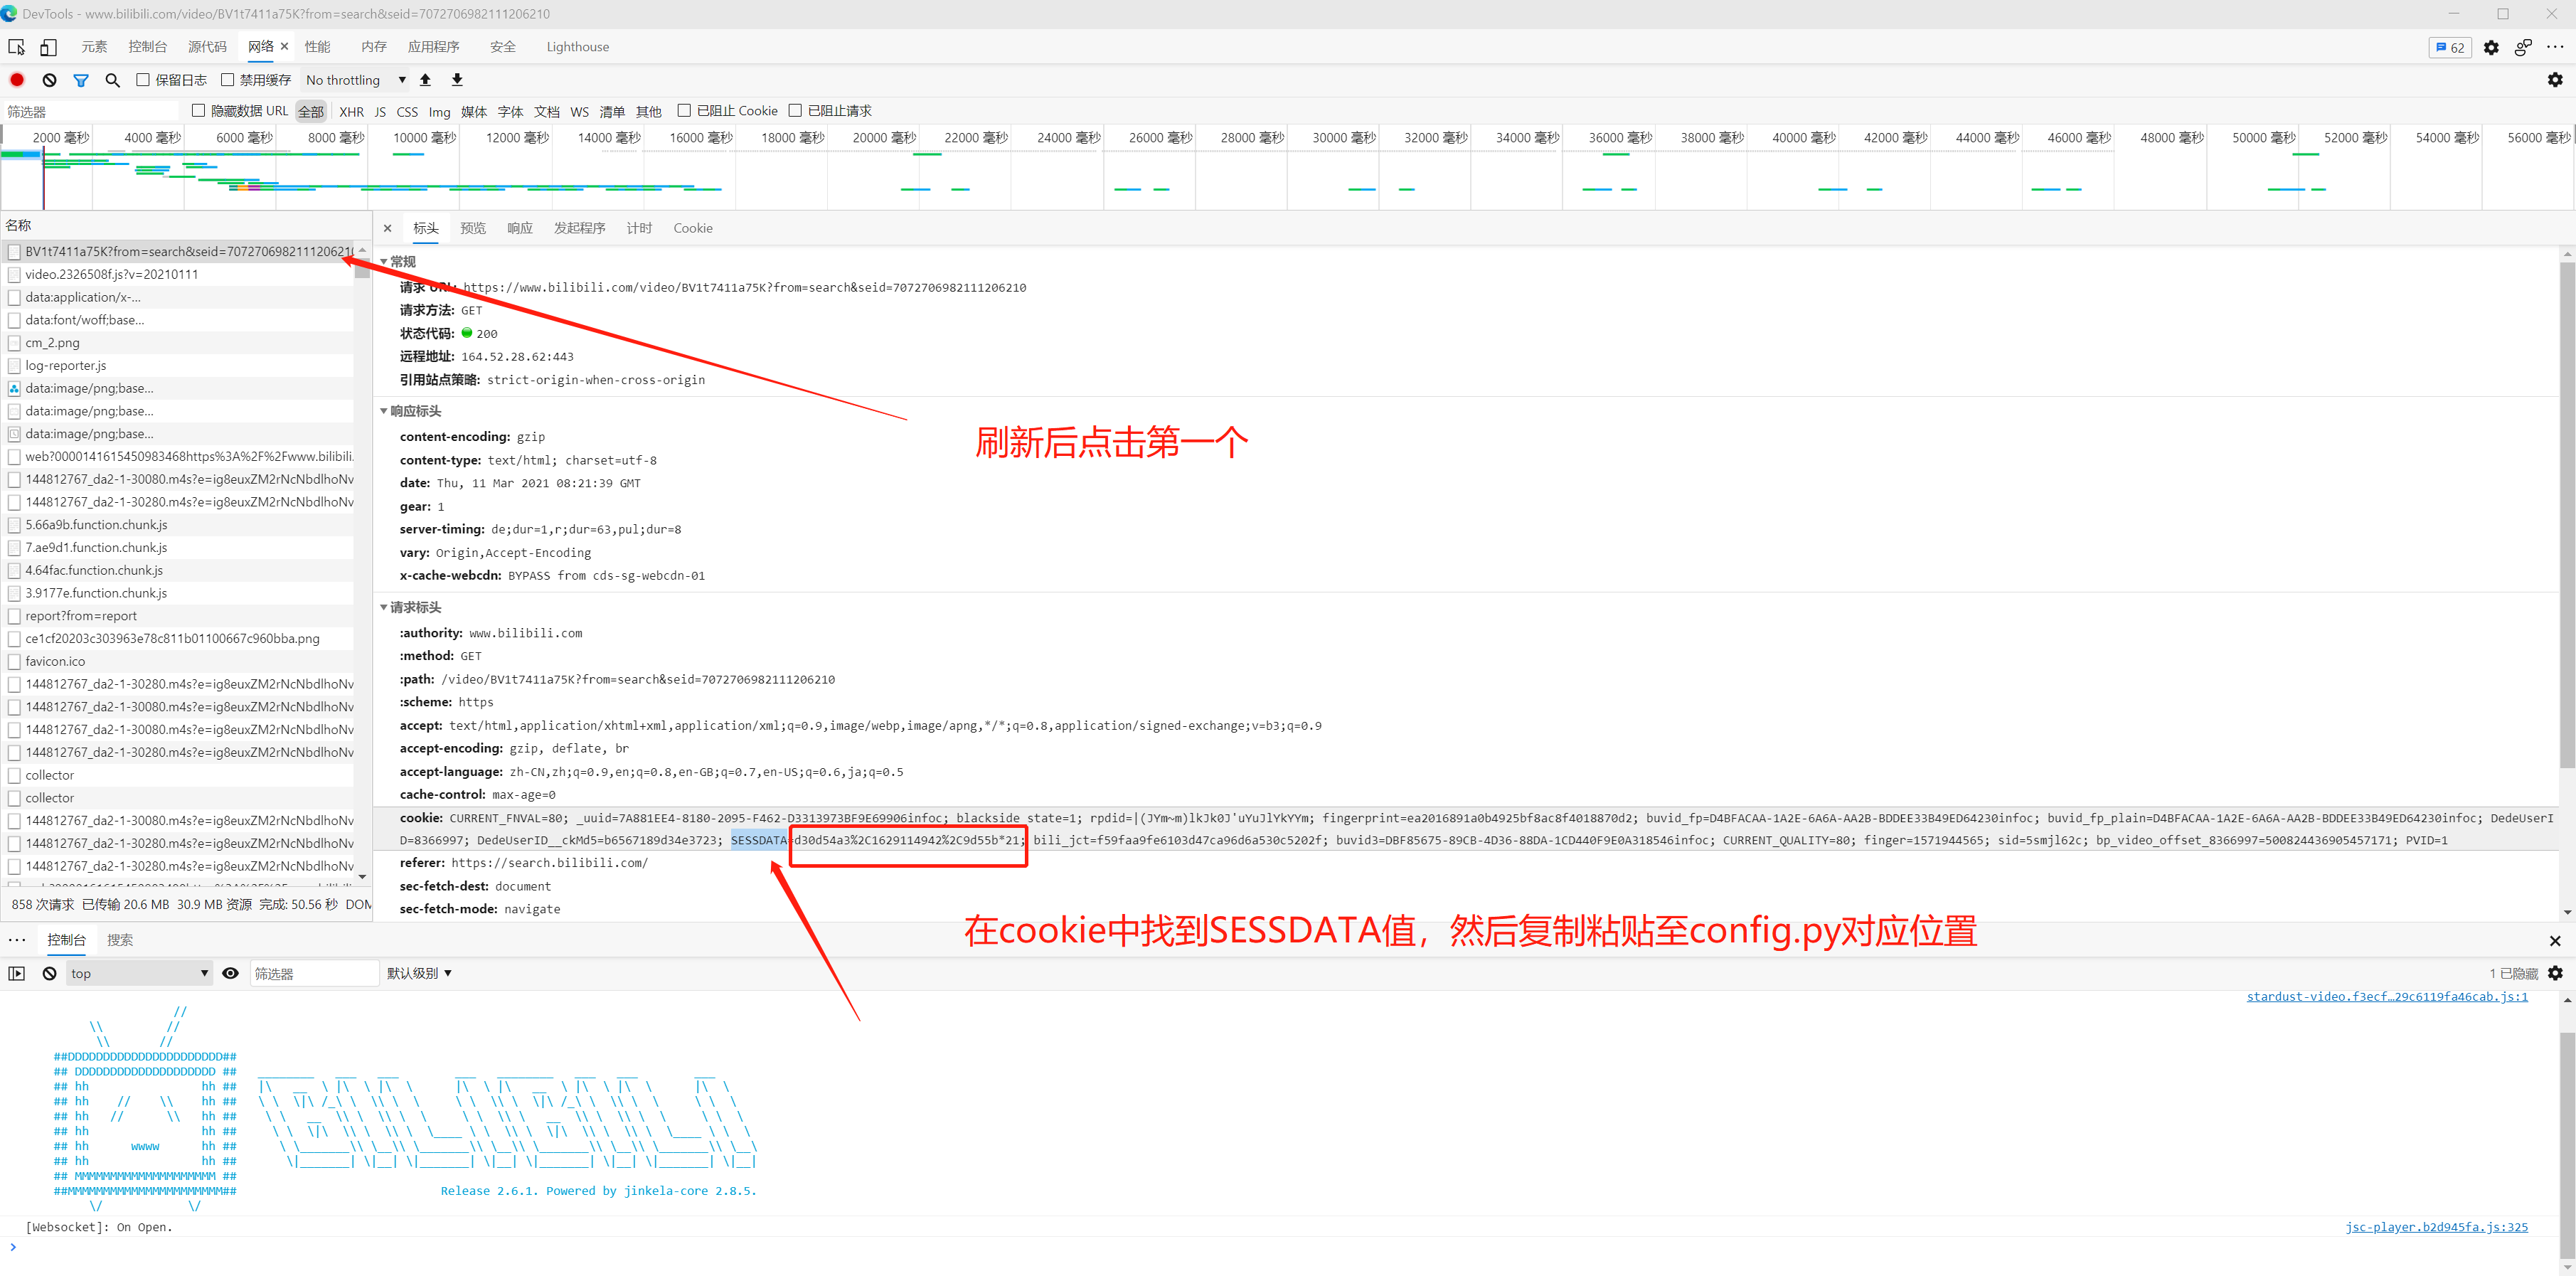 DevTools - www.bilibili.com/video/BV1t7411a75K?from=search&seid=7072706982111206210
元素 控制台 源代码 网络 性能 内存 应用程序 安全 Lighthouse 62
保留日志 禁用缓存 No throttling
筛选器 隐藏数据 URL 全部 XHR JS CSS Img 媒体 字体 文档 WS 清单 其他 已阻止 Cookie 已阻止请求
2000 毫秒 4000 毫秒 6000 毫秒 8000 毫秒 10000 毫秒 12000 毫秒 14000 毫秒 16000 毫秒 18000 毫秒 20000 毫秒 22000 毫秒 24000 毫秒 26000 毫秒 28000 毫秒 30000 毫秒 32000 毫秒 34000 毫秒 36000 毫秒 38000 毫秒 40000 毫秒 42000 毫秒 44000 毫秒 46000 毫秒 48000 毫秒 50000 毫秒 52000 毫秒 54000 毫秒 56000 毫秒
名称
BV1t7411a75K?from=search&seid=7072706982111206210
video.2326508f.js?v=20210111
data:application/x-...
data:font/woff;base...
cm_2.png
log-reporter.js
data:image/png;base...
data:image/png;base...
data:image/png;base...
web?0000141615450983468https%3A%2F%2Fwww.bilibili.
144812767_da2-1-30080.m4s?e=ig8euxZM2rNcNbdlhoNv
144812767_da2-1-30280.m4s?e=ig8euxZM2rNcNbdlhoNv
5.66a9b.function.chunk.js
7.ae9d1.function.chunk.js
4.64fac.function.chunk.js
3.9177e.function.chunk.js
report?from=report
ce1cf20203c303963e78c811b01100667c960bba.png
favicon.ico
144812767_da2-1-30280.m4s?e=ig8euxZM2rNcNbdlhoNv
144812767_da2-1-30080.m4s?e=ig8euxZM2rNcNbdlhoNv
144812767_da2-1-30080.m4s?e=ig8euxZM2rNcNbdlhoNv
144812767_da2-1-30280.m4s?e=ig8euxZM2rNcNbdlhoNv
collector
collector
144812767_da2-1-30080.m4s?e=ig8euxZM2rNcNbdlhoNv
144812767_da2-1-30280.m4s?e=ig8euxZM2rNcNbdlhoNv
144812767_da2-1-30080.m4s?e=ig8euxZM2rNcNbdlhoNv
858 次请求 已传输 20.6 MB 30.9 MB 资源 完成: 50.56 秒 DOM
标头 预览 响应 发起程序 计时 Cookie
常规
请求 URL: https://www.bilibili.com/video/BV1t7411a75K?from=search&seid=7072706982111206210
请求方法: GET
状态代码: 200
远程地址: 164.52.28.62:443
引用站点策略: strict-origin-when-cross-origin
响应标头
content-encoding: gzip
content-type: text/html; charset=utf-8
date: Thu, 11 Mar 2021 08:21:39 GMT
gear: 1
server-timing: de;dur=1,r;dur=63,pul;dur=8
vary: Origin,Accept-Encoding
x-cache-webcdn: BYPASS from cds-sg-webcdn-01
刷新后点击第一个
请求标头
:authority: www.bilibili.com
:method: GET
:path: /video/BV1t7411a75K?from=search&seid=7072706982111206210
:scheme: https
accept: text/html,application/xhtml+xml,application/xml;q=0.9,image/webp,image/apng,*/*;q=0.8,application/signed-exchange;v=b3;q=0.9
accept-encoding: gzip, deflate, br
accept-language: zh-CN,zh;q=0.9,en;q=0.8,en-GB;q=0.7,en-US;q=0.6,ja;q=0.5
cache-control: max-age=0
cookie: CURRENT_FNVAL=80; _uuid=7A881EE4-8180-2095-F462-D3313973BF9E69906infoc; blackside_state=1; rpdid=|(JYm~m)lkJk0J'uYuJlYkYYm; fingerprint=ea2016891a0b4925bf8ac8f4018870d2; buvid_fp=D4BFACAA-1A2E-6A6A-AA2B-BDDEE33B49ED64230infoc; buvid_fp_plain=D4BFACAA-1A2E-6A6A-AA2B-BDDEE33B49ED64230infoc; DedeUserI
D=8366997; DedeUserID__ckMd5=b6567189d34e3723; SESSDATA=d30d54a3%2C1629114942%2C9d55b*21; bili_jct=f59faa9fe6103d47ca96d6a530c5202f; buvid3=DBF85675-89CB-4D36-88DA-1CD440F9E0A318546infoc; CURRENT_QUALITY=80; finger=1571944565; sid=5smjl62c; bp_video_offset_8366997=500824436905457171; PVID=1
referer: https://search.bilibili.com/
sec-fetch-dest: document
sec-fetch-mode: navigate
在cookie中找到SESSDATA值，然后复制粘贴至config.py对应位置
控制台 搜索
top 筛选器 默认级别 1 已隐藏
stardust-video.f3ecf…29c6119fa46cab.js:1
Release 2.6.1. Powered by jinkela-core 2.8.5.
[Websocket]: On Open.
jsc-player.b2d945fa.js:325